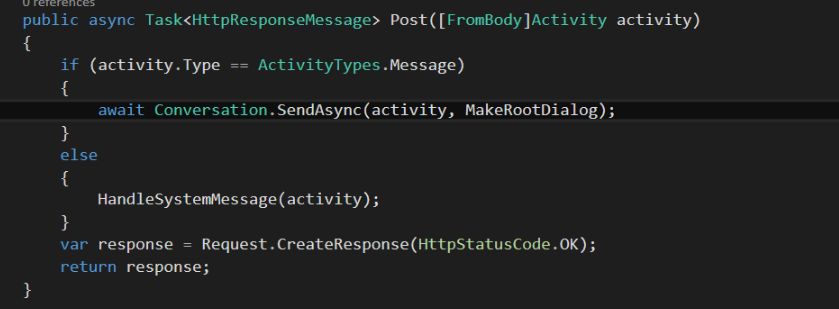 0 references
public async Task<HttpResponseMessage> Post([FromBody]Activity activity)
{
if (activity.Type == ActivityTypes.Message)
{
await Conversation.SendAsync(activity, MakeRootDialog);
}
else
{
HandleSystemMessage(activity);
}
var response = Request.CreateResponse(HttpStatusCode.OK);
return response;
}